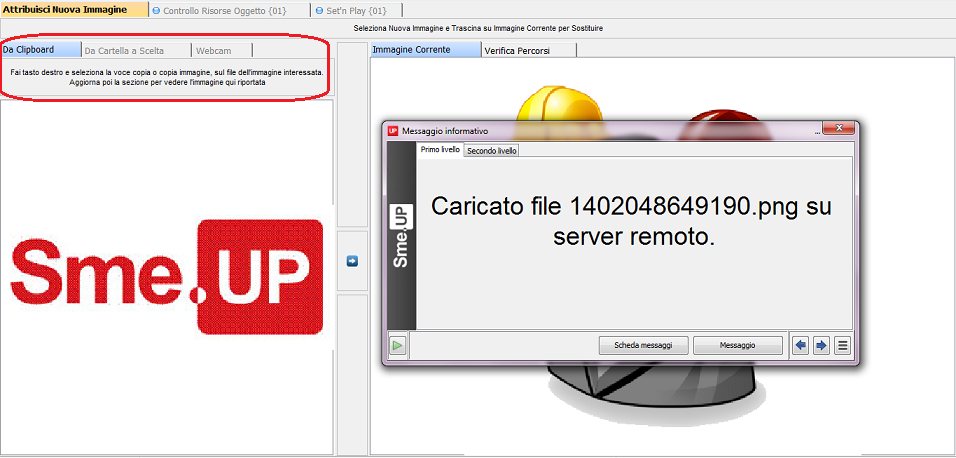 Attribuisci Nuova Immagine
Controllo Risorse Oggetto {01}
Set'n Play {01}
Seleziona Nuova Immagine e Trascina su Immagine Corrente per Sostituire
Da Clipboard
Da Cartella a Scelta
Webcam
Fai tasto destro e seleziona la voce copia o copia immagine, sul file dell'immagine interessata.
Aggiorna poi la sezione per vedere l'immagine qui riportata
Sme.UP
Immagine Corrente
Verifica Percorsi
UP Messaggio informativo
...
Primo livello
Secondo livello
Sme.UP
Caricato file 1402048649190.png su
server remoto.
Scheda messaggi
Messaggio